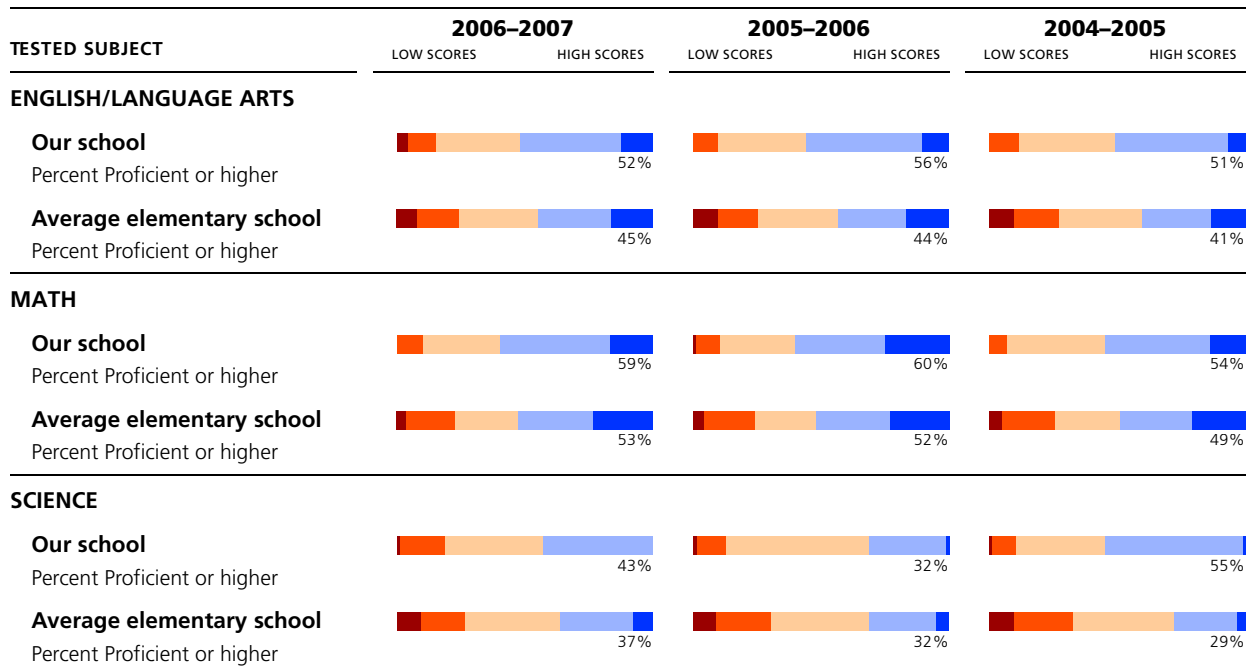 2006–2007 2005–2006 2004–2005
TESTED SUBJECT LOW SCORES HIGH SCORES LOW SCORES HIGH SCORES LOW SCORES HIGH SCORES
ENGLISH/LANGUAGE ARTS
Our school
52% 56% 51%
Percent Proficient or higher
Average elementary school
45% 44% 41%
Percent Proficient or higher
MATH
Our school
59% 60% 54%
Percent Proficient or higher
Average elementary school
53% 52% 49%
Percent Proficient or higher
SCIENCE
Our school
43% 32% 55%
Percent Proficient or higher
Average elementary school
37% 32% 29%
Percent Proficient or higher